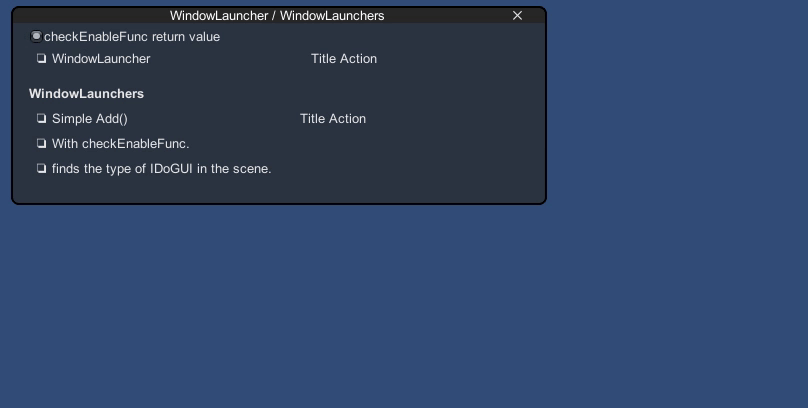 WindowLauncher / WindowLaunchers
checkEnableFunc return value
WindowLauncher Title Action
WindowLaunchers
Simple Add() Title Action
With checkEnableFunc.
finds the type of IDoGUI in the scene.